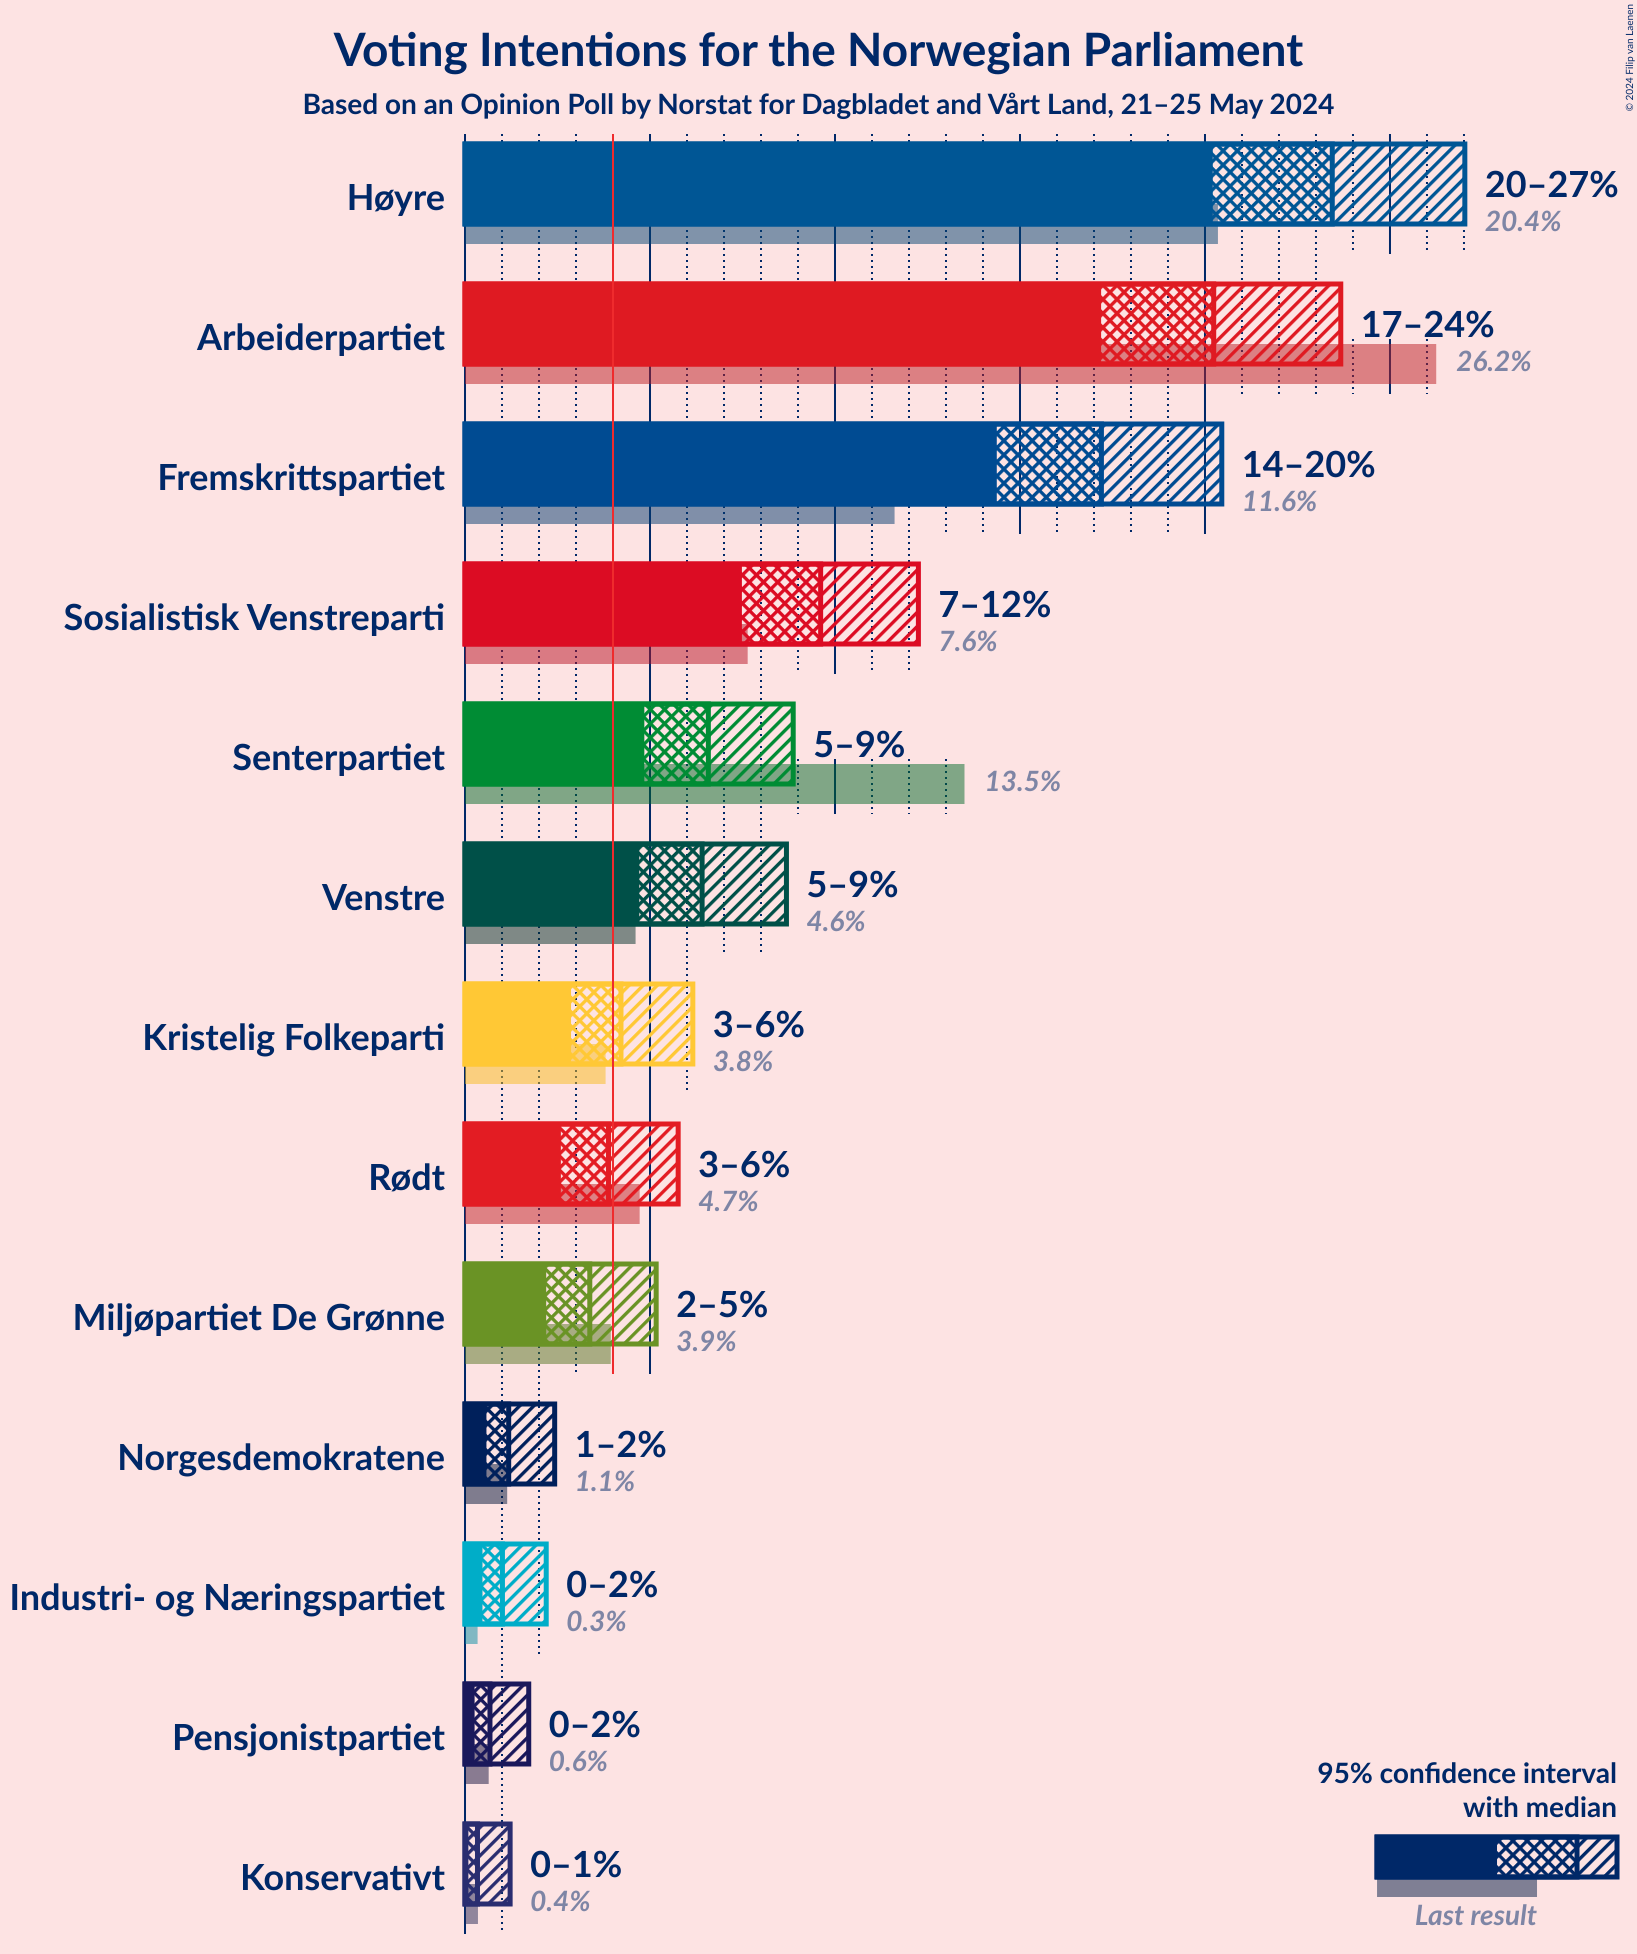 Voting Intentions for the Norwegian Parliament
Based on an Opinion Poll by Norstat for Dagbladet and Vårt Land, 21–25 May 2024
© 2024 Filip van Laenen
Høyre
20–27%
20.4%
Arbeiderpartiet
17–24%
26.2%
Fremskrittspartiet
14–20%
11.6%
Sosialistisk Venstreparti
7–12%
7.6%
Senterpartiet
5–9%
13.5%
Venstre
5–9%
4.6%
Kristelig Folkeparti
3–6%
3.8%
Rødt
3–6%
4.7%
Miljøpartiet De Grønne
2–5%
3.9%
Norgesdemokratene
1–2%
1.1%
Industri- og Næringspartiet
0–2%
0.3%
Pensjonistpartiet
0–2%
0.6%
Konservativt
0–1%
0.4%
95% confidence interval
with median
Last result